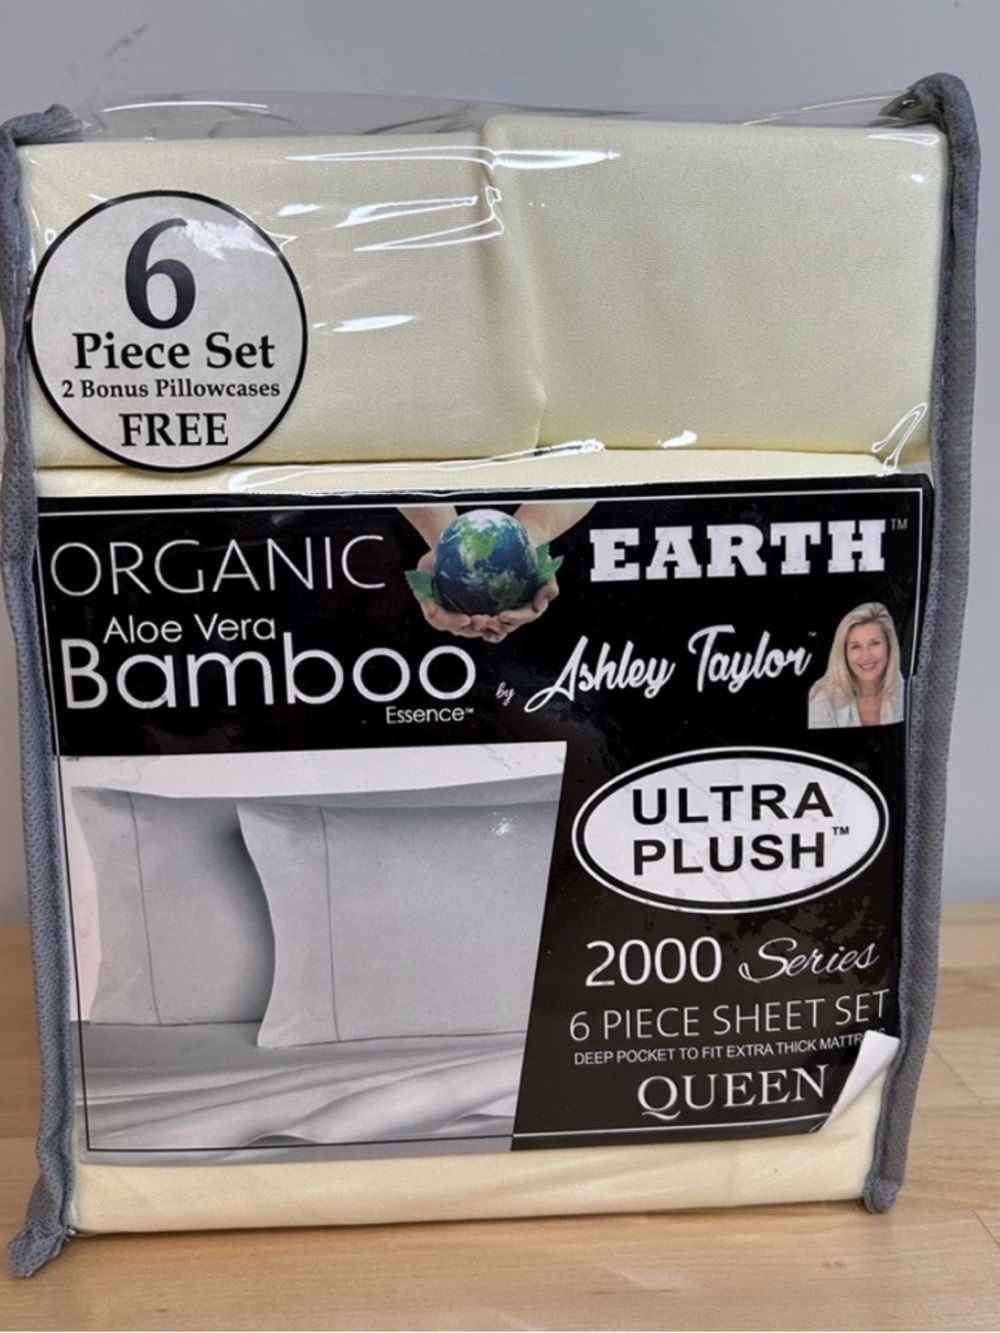 6
Piece Set
2 Bonus Pillowcases
FREE
ORGANIC
EARTH™
Aloe Vera
Bamboo
Essence™
by Ashley Taylor™
ULTRA
PLUSH™
2000 Series
6 PIECE SHEET SET
DEEP POCKET TO FIT EXTRA THICK
QUEEN